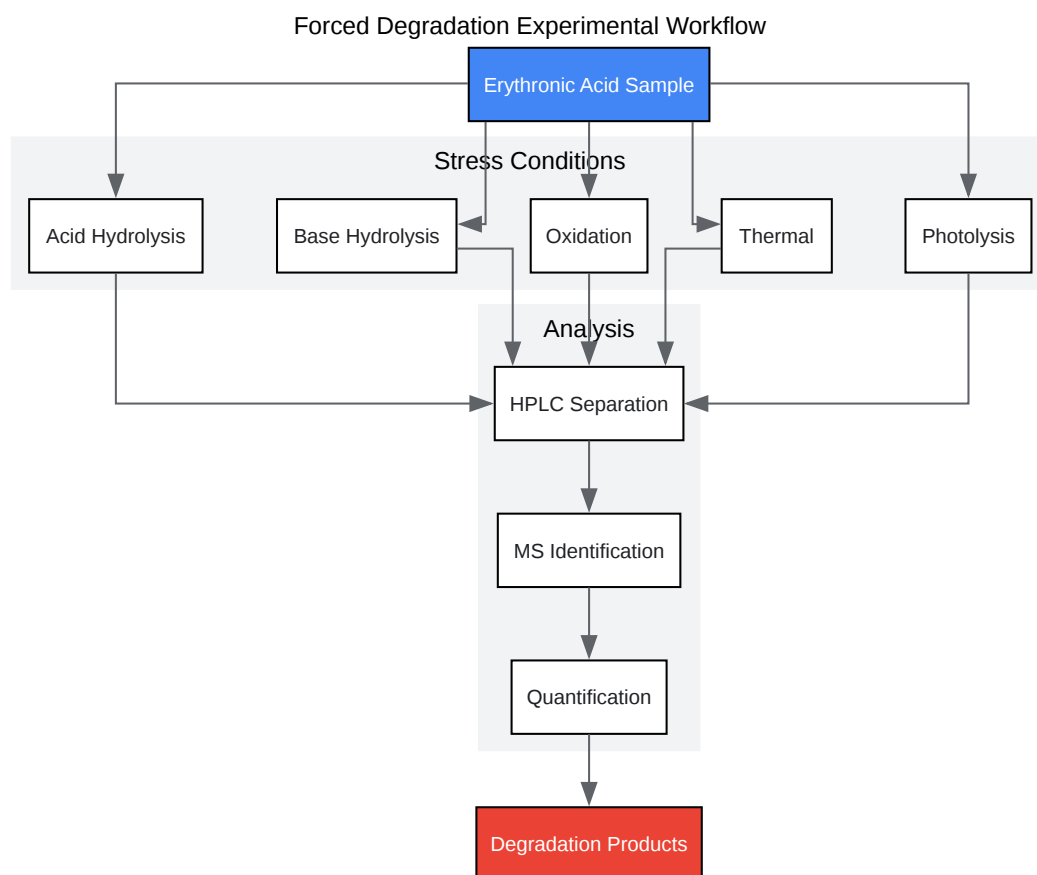 Forced Degradation Experimental Workflow
Erythronic Acid Sample
Stress Conditions
Acid Hydrolysis
Base Hydrolysis
Oxidation
Thermal
Photolysis
Analysis
HPLC Separation
MS Identification
Quantification
Degradation Products